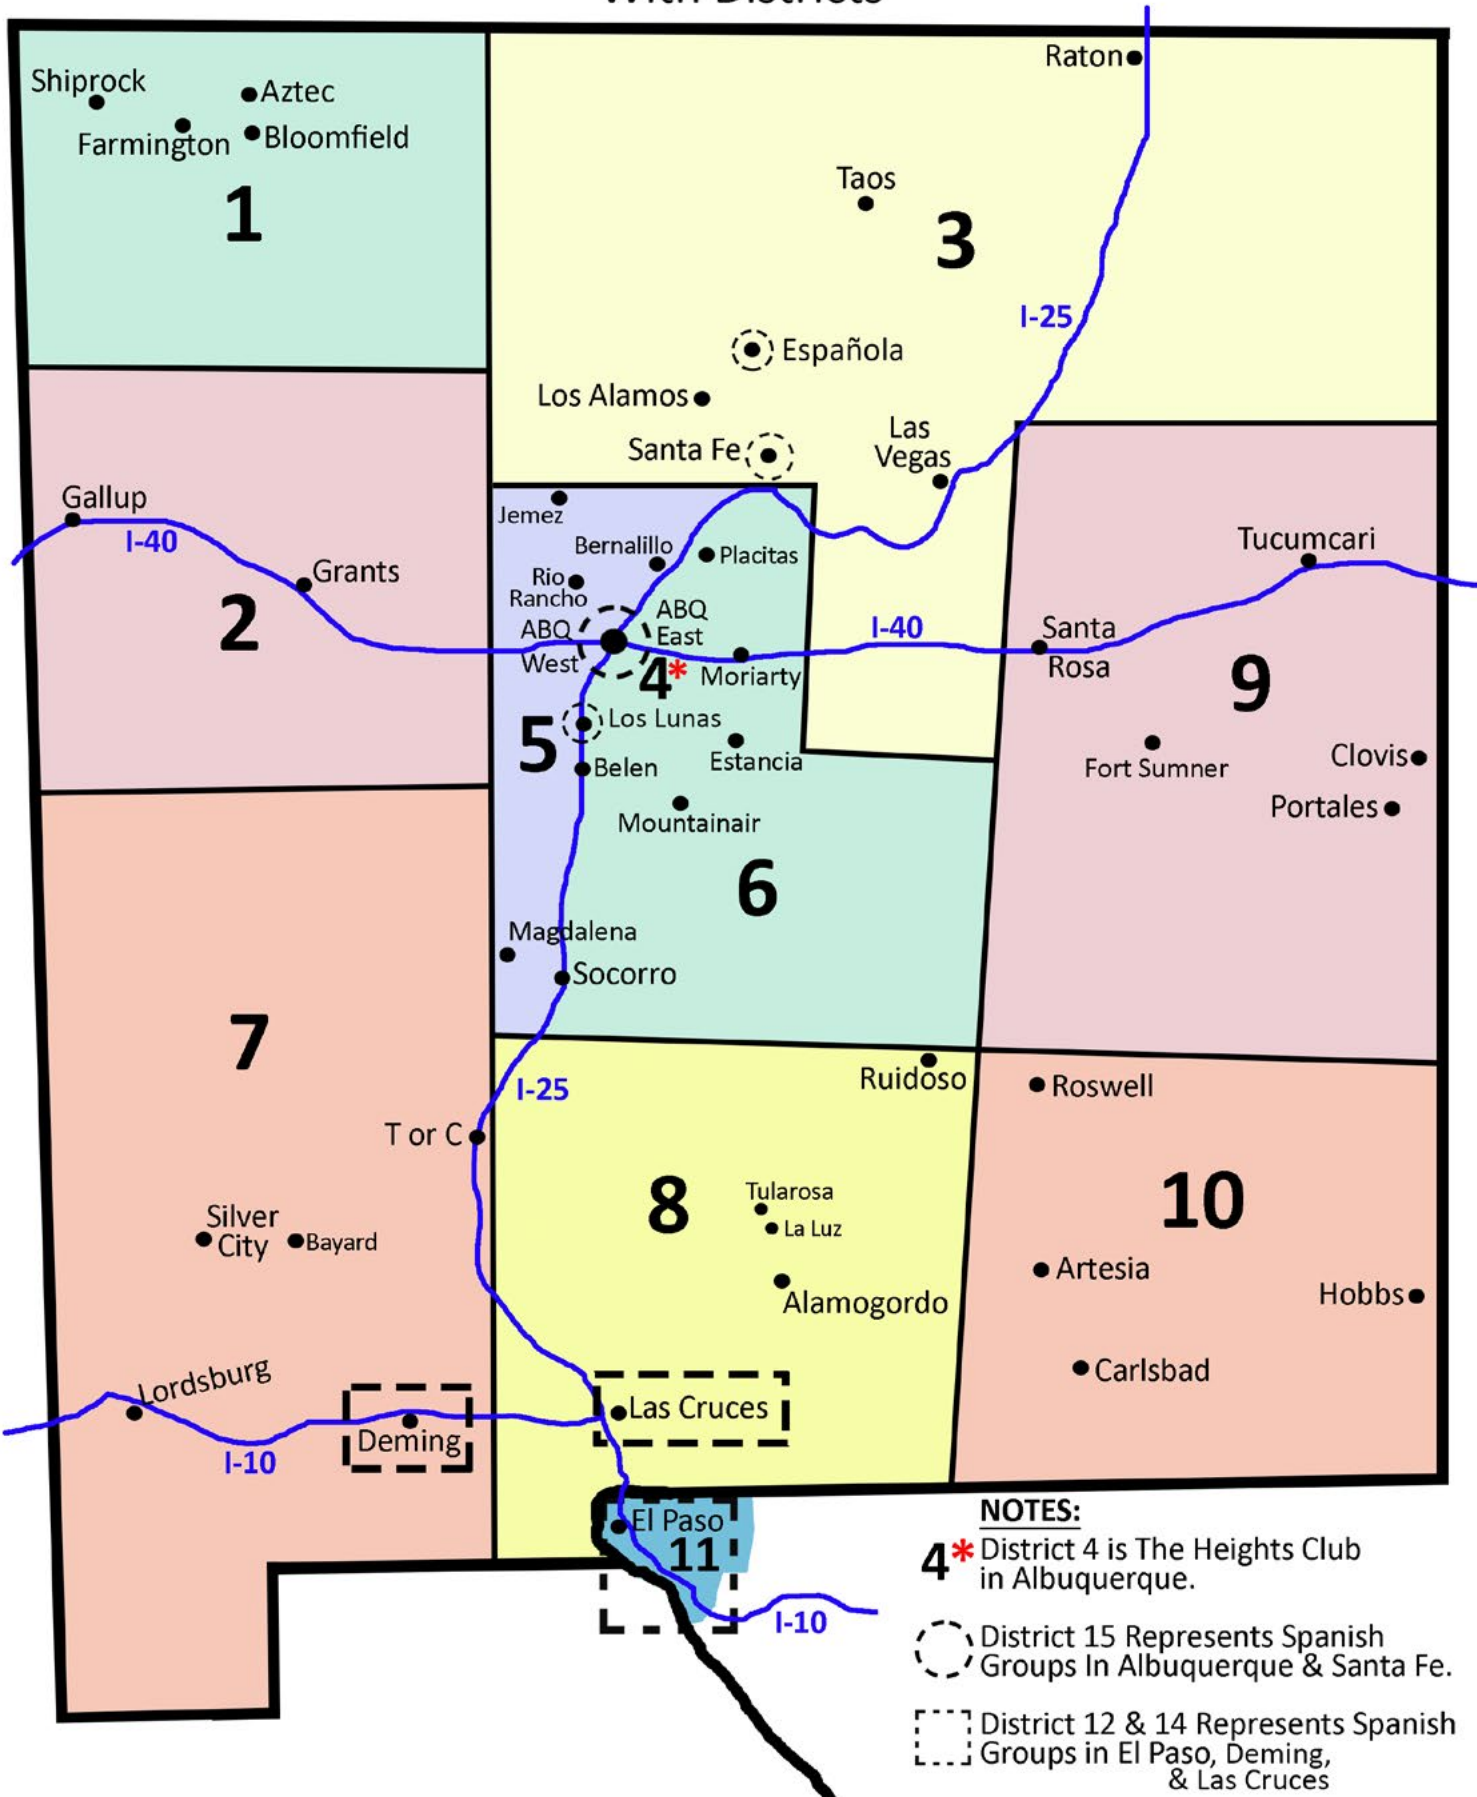 With Districts
Raton
Shiprock
Aztec
Farmington
Bloomfield
1
Taos
3
I-25
Española
Los Alamos
Santa Fe
Las
Vegas
Gallup
I-40
Grants
2
Jemez
Bernalillo
Placitas
Rio
Rancho
ABQ
East
ABQ
West
4*
Moriarty
I-40
5
Los Lunas
Estancia
Belen
Mountainair
6
Magdalena
Socorro
Tucumcari
Santa
Rosa
9
Fort Sumner
Clovis
Portales
7
I-25
T or C
Silver
City
Bayard
Lordsburg
Deming
I-10
Ruidoso
8
Tularosa
La Luz
Alamogordo
Las Cruces
Roswell
10
Artesia
Hobbs
Carlsbad
El Paso
11
I-10
NOTES:
4* District 4 is The Heights Club
in Albuquerque.
District 15 Represents Spanish
Groups In Albuquerque & Santa Fe.
District 12 & 14 Represents Spanish
Groups in El Paso, Deming,
& Las Cruces